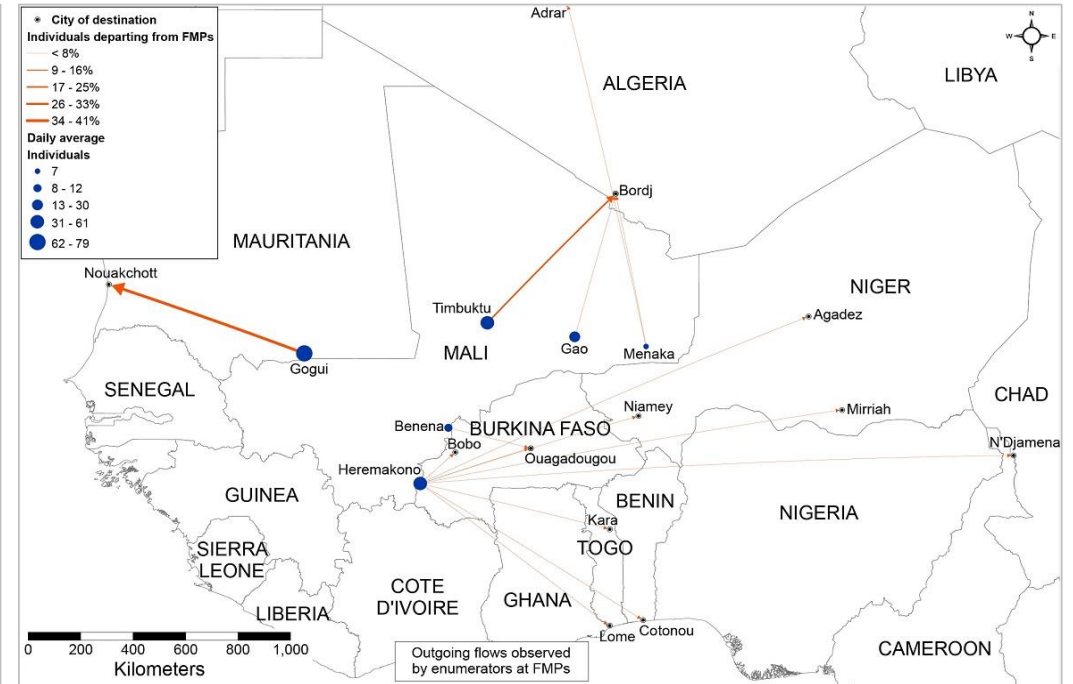 City of destination
Individuals departing from FMPs
< 8%
9 - 16%
17 - 25%
26 - 33%
34 - 41%
Daily average
Individuals
7
8 - 12
13 - 30
31 - 61
62 - 79
Adrar
N
W E
S
ALGERIA
LIBYA
Bordj
MAURITANIA
Nouakchott
NIGER
Agadez
Timbuktu
MALI
Gao
Menaka
Gogui
SENEGAL
CHAD
Niamey
Mirriah
Benena
BURKINA FASO
Bobo
N'Djamena
Ouagadougou
Heremakono
GUINEA
BENIN
NIGERIA
Kara
TOGO
SIERRA
LEONE
COTE
D'IVOIRE
GHANA
LIBERIA
Lome
Cotonou
CAMEROON
0 200 400 600 800 1,000
Kilometers
Outgoing flows observed
by enumerators at FMPs